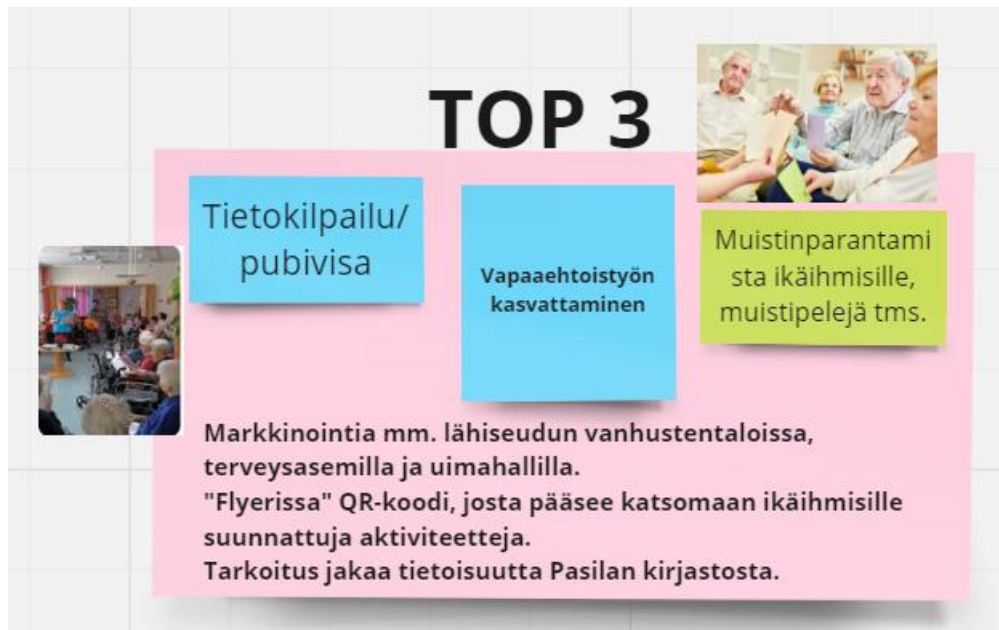 TOP 3
Tietokilpailu/
pubivisa
Vapaaehtoistyön
kasvattaminen
Muistinparantami
sta ikäihmisille,
muistipelejä tms.
Markkinointia mm. lähiseudun vanhustentaloissa,
terveysasemilla ja uimahallilla.
"Flyerissa" QR-koodi, josta pääsee katsomaan ikäihmisille
suunnattuja aktiviteetteja.
Tarkoitus jakaa tietoisuutta Pasilan kirjastosta.